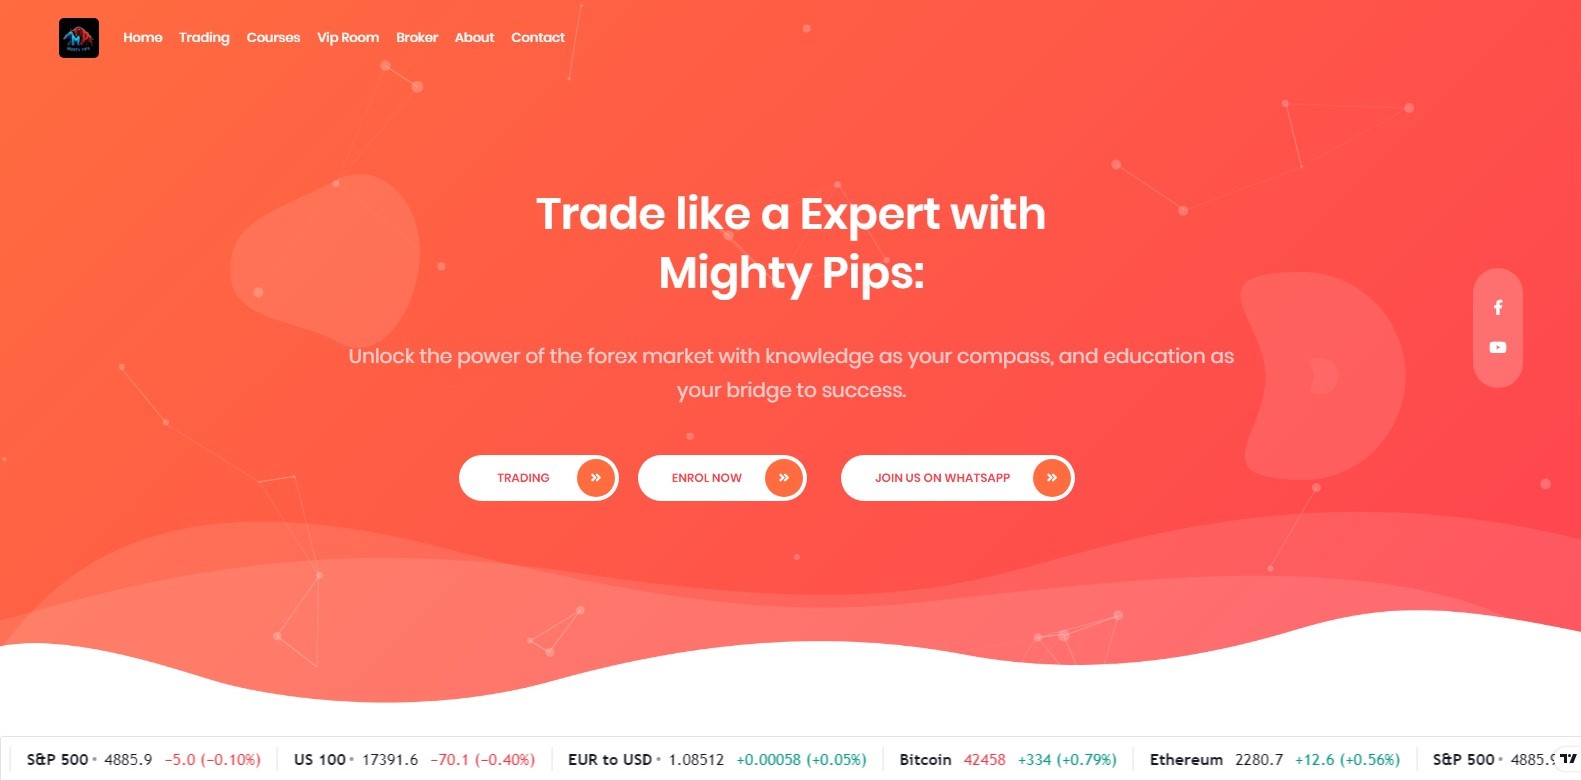 Home Trading Courses Vip Room Broker About Contact
Trade like a Expert with
Mighty Pips:
Unlock the power of the forex market with knowledge as your compass, and education as
your bridge to success.
TRADING » ENROL NOW » JOIN US ON WHATSAPP »
S&P 500 • 4885.9 −5.0 (−0.10%) US 100 • 17391.6 −70.1 (−0.40%) EUR to USD • 1.08512 +0.00058 (+0.05%) Bitcoin 42458 +334 (+0.79%) Ethereum 2280.7 +12.6 (+0.56%) S&P 500 • 4885.9